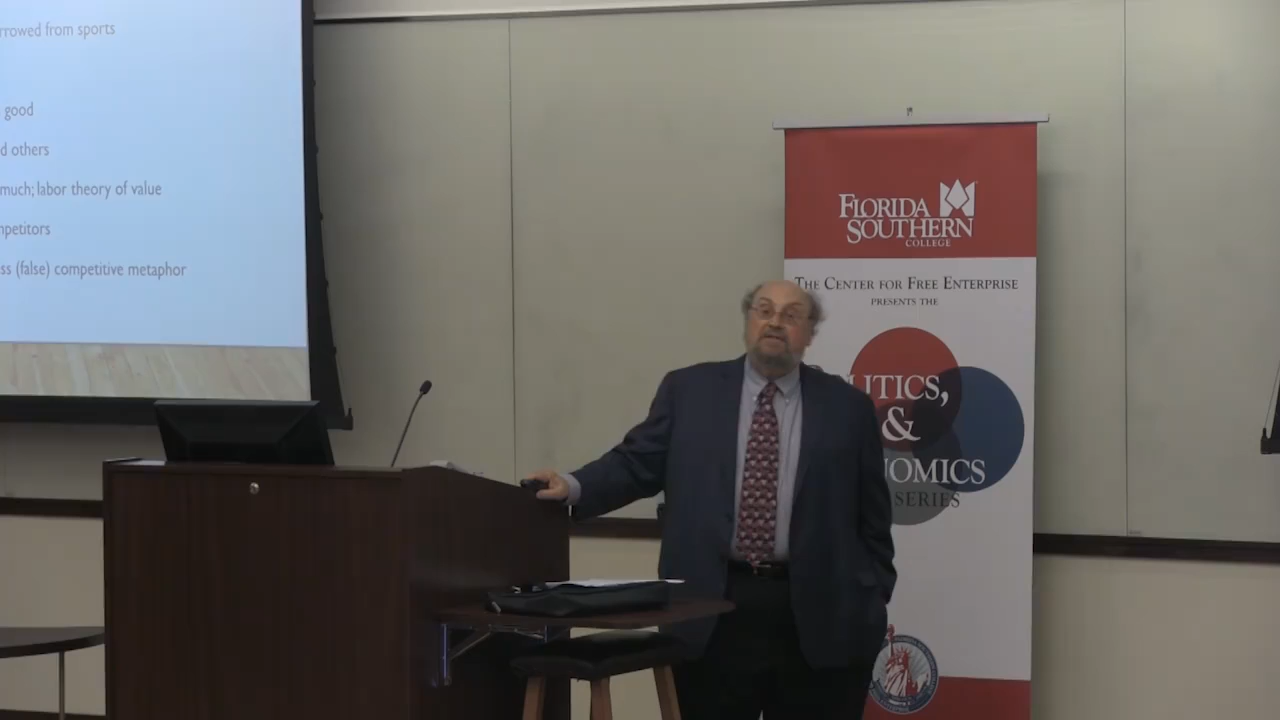 rrowed from sports
good
d others
much; labor theory of value
mpetitors
ss (false) competitive metaphor
FLORIDA
SOUTHERN
COLLEGE
THE CENTER FOR FREE ENTERPRISE
PRESENTS THE
LITICS,
&
NOMICS
SERIES